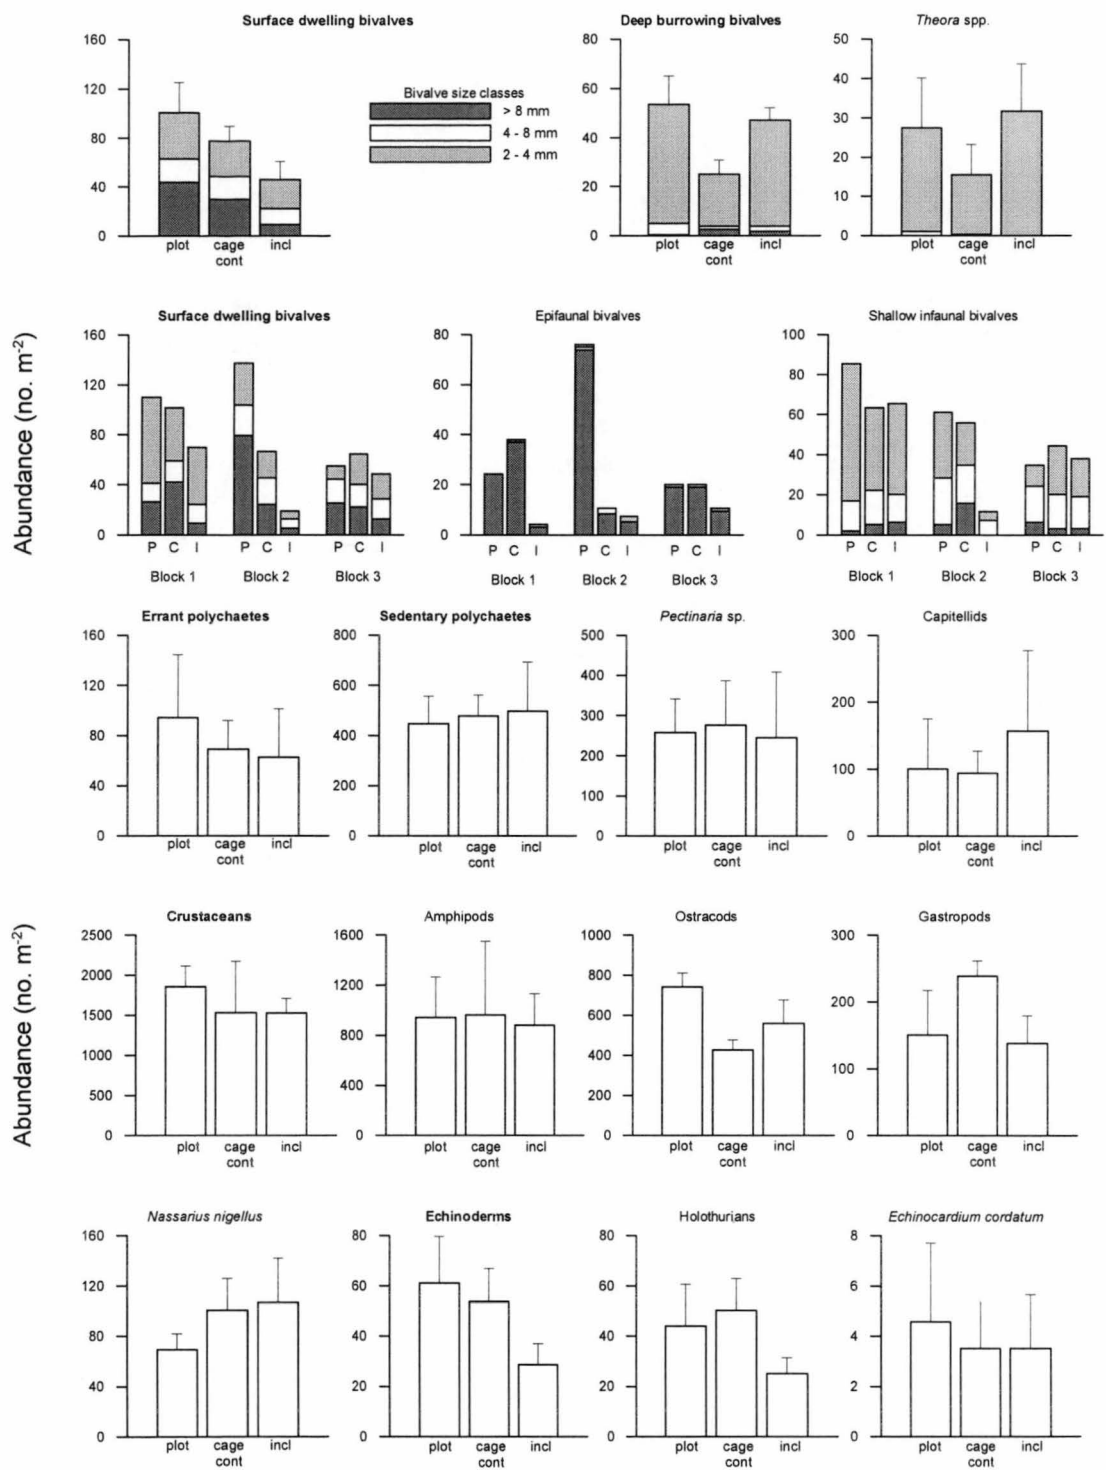 Surface dwelling bivalves
160
120
80
40
0
plot cage cont incl
Bivalve size classes
> 8 mm
4 - 8 mm
2 - 4 mm
Deep burrowing bivalves
80
60
40
20
0
plot cage cont incl
Theora spp.
50
40
30
20
10
0
plot cage cont incl
Abundance (no. m-2)
Surface dwelling bivalves
160
120
80
40
0
P C I P C I P C I
Block 1 Block 2 Block 3
Epifaunal bivalves
80
60
40
20
0
P C I P C I P C I
Block 1 Block 2 Block 3
Shallow infaunal bivalves
100
80
60
40
20
0
P C I P C I P C I
Block 1 Block 2 Block 3
Errant polychaetes
160
120
80
40
0
plot cage cont incl
Sedentary polychaetes
800
600
400
200
0
plot cage cont incl
Pectinaria sp.
500
400
300
200
100
0
plot cage cont incl
Capitellids
300
200
100
0
plot cage cont incl
Abundance (no. m-2)
Crustaceans
2500
2000
1500
1000
500
0
plot cage cont incl
Amphipods
1600
1200
800
400
0
plot cage cont incl
Ostracods
1000
800
600
400
200
0
plot cage cont incl
Gastropods
300
200
100
0
plot cage cont incl
Nassarius nigellus
160
120
80
40
0
plot cage cont incl
Echinoderms
80
60
40
20
0
plot cage cont incl
Holothurians
80
60
40
20
0
plot cage cont incl
Echinocardium cordatum
8
6
4
2
0
plot cage cont incl